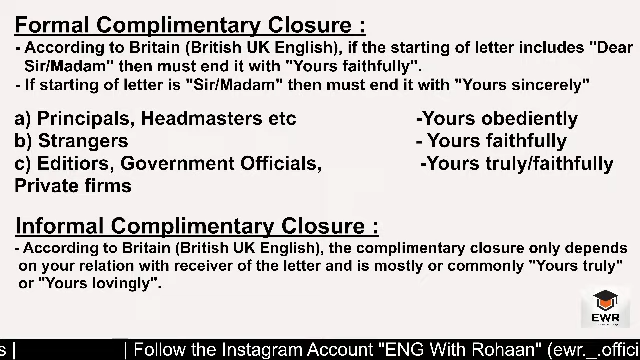 Formal Complimentary Closure :
- According to Britain (British UK English), if the starting of letter includes "Dear
Sir/Madam" then must end it with "Yours faithfully".
- If starting of letter is "Sir/Madam" then must end it with "Yours sincerely"
a) Principals, Headmasters etc -Yours obediently
b) Strangers - Yours faithfully
c) Editiors, Government Officials, -Yours truly/faithfully
Private firms
Informal Complimentary Closure :
- According to Britain (British UK English), the complimentary closure only depends
on your relation with receiver of the letter and is mostly or commonly "Yours truly"
or "Yours lovingly".
EWR
s | | Follow the Instagram Account "ENG With Rohaan" (ewr._.offici